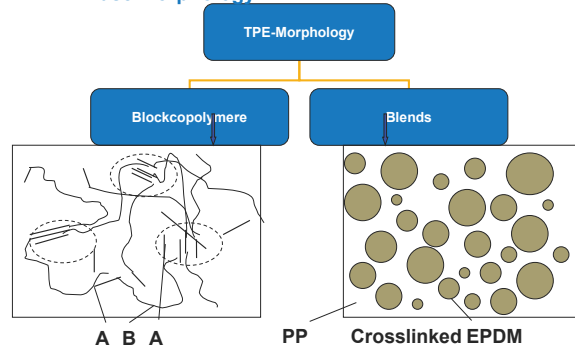 TPE-Morphology
Blockcopolymere
Blends
A B A
PP
Crosslinked EPDM